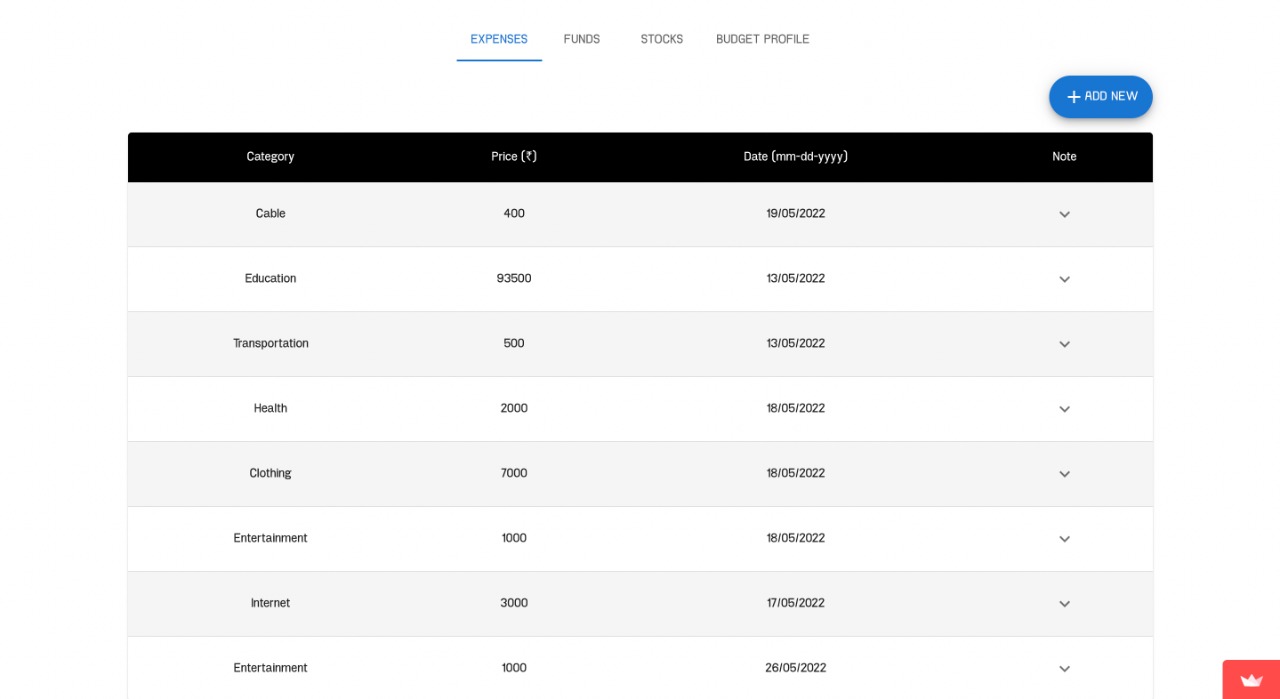 EXPENSES FUNDS STOCKS BUDGET PROFILE
+ ADD NEW
Category Price (₹) Date (mm-dd-yyyy) Note
Cable 400 19/05/2022
Education 93500 13/05/2022
Transportation 500 13/05/2022
Health 2000 18/05/2022
Clothing 7000 18/05/2022
Entertainment 1000 18/05/2022
Internet 3000 17/05/2022
Entertainment 1000 26/05/2022